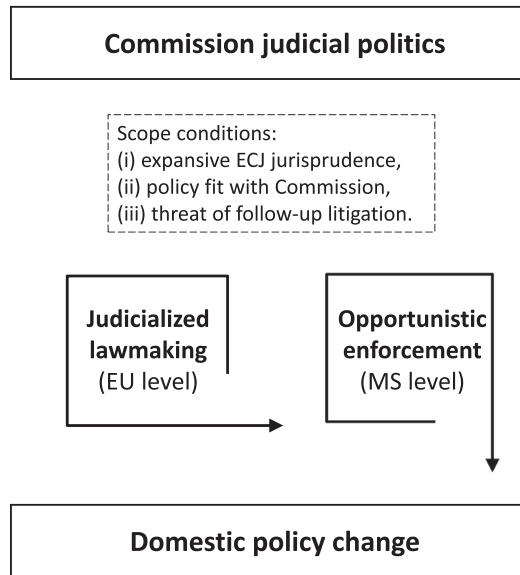 Commission judicial politics
Scope conditions:
(i) expansive ECJ jurisprudence,
(ii) policy fit with Commission,
(iii) threat of follow-up litigation.
Judicialized
lawmaking
(EU level)
Opportunistic
enforcement
(MS level)
Domestic policy change